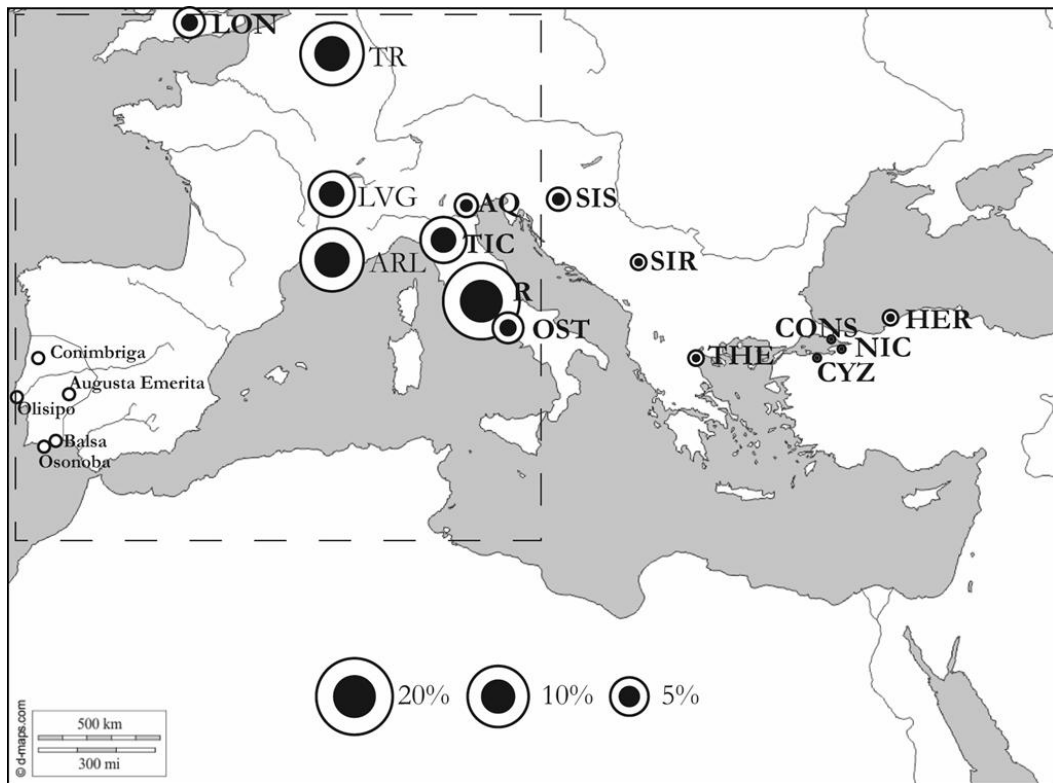 LON
TR
LVG
AQ
SIS
TIC
ARL
SIR
R
OST
HER
CONS
NIC
THE
CYZ
Conimbriga
Augusta Emerita
Olisipo
Balsa
Osonoba
20%
10%
5%
500 km
300 mi
© d-maps.com